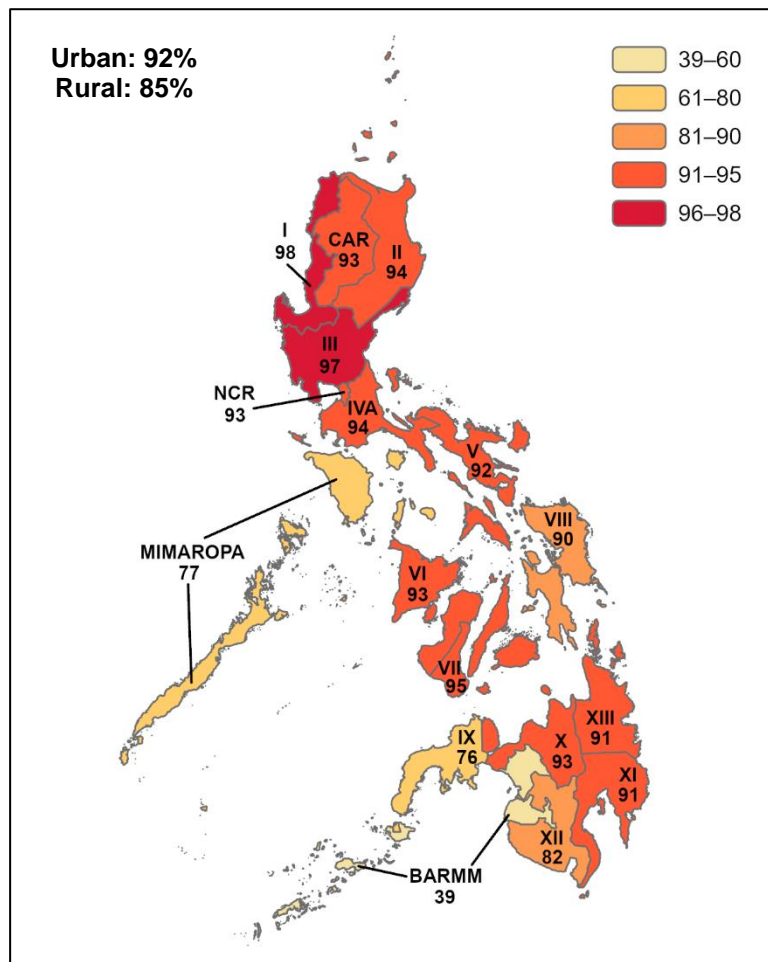 Urban: 92%
Rural: 85%
39–60
61–80
81–90
91–95
96–98
I
98
CAR
93
II
94
III
97
NCR
93
IVA
94
V
92
MIMAROPA
77
VIII
90
VI
93
VII
95
IX
76
X
93
XIII
91
XI
91
XII
82
BARMM
39